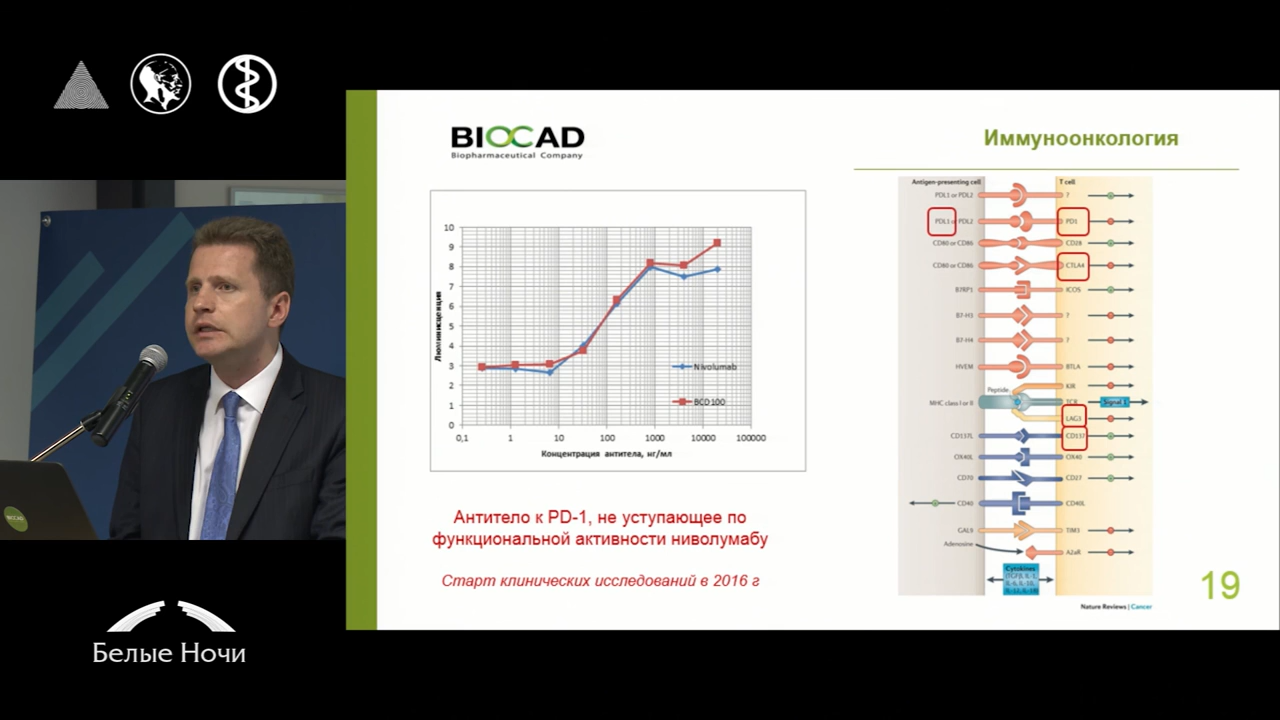 BIOCAD
Biopharmaceutical Company
Иммуноонкология
10
9
8
7
6
5
4
3
2
1
0
Люминисценция
Nivolumab
BCD100
0,1
1
10
100
1000
10000
100000
Концентрация антитела, нг/мл
Антитело к PD-1, не уступающее по
функциональной активности ниволумабу
Старт клинических исследований в 2016 г
Antigen-presenting cell
T cell
PDL1 or PDL2
?
PDL1 or PDL2
PD1
CD80 or CD86
CD28
CD80 or CD86
CTLA4
B7RP1
ICOS
B7-H3
?
B7-H4
?
HVEM
BTLA
KIR
Peptide
MHC class I or II
TCR
Signal 1
LAG3
CD137L
CD137
OX40L
OX40
CD70
CD27
CD40
CD40L
GAL9
TIM3
Adenosine
A2aR
Cytokines
Nature Reviews | Cancer
19
BIOCAD
Белые Ночи